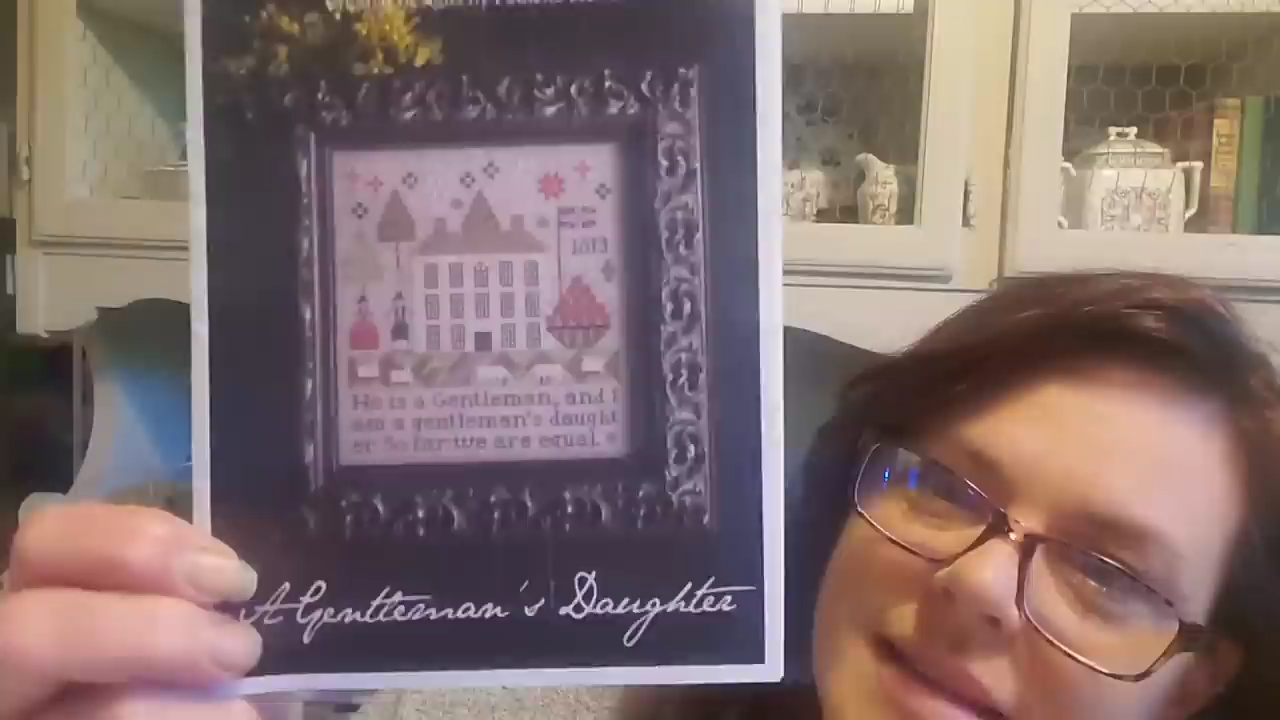 1813
He is a Gentleman, and I
am a gentleman's daught
er So far we are equal.
A Gentleman's Daughter